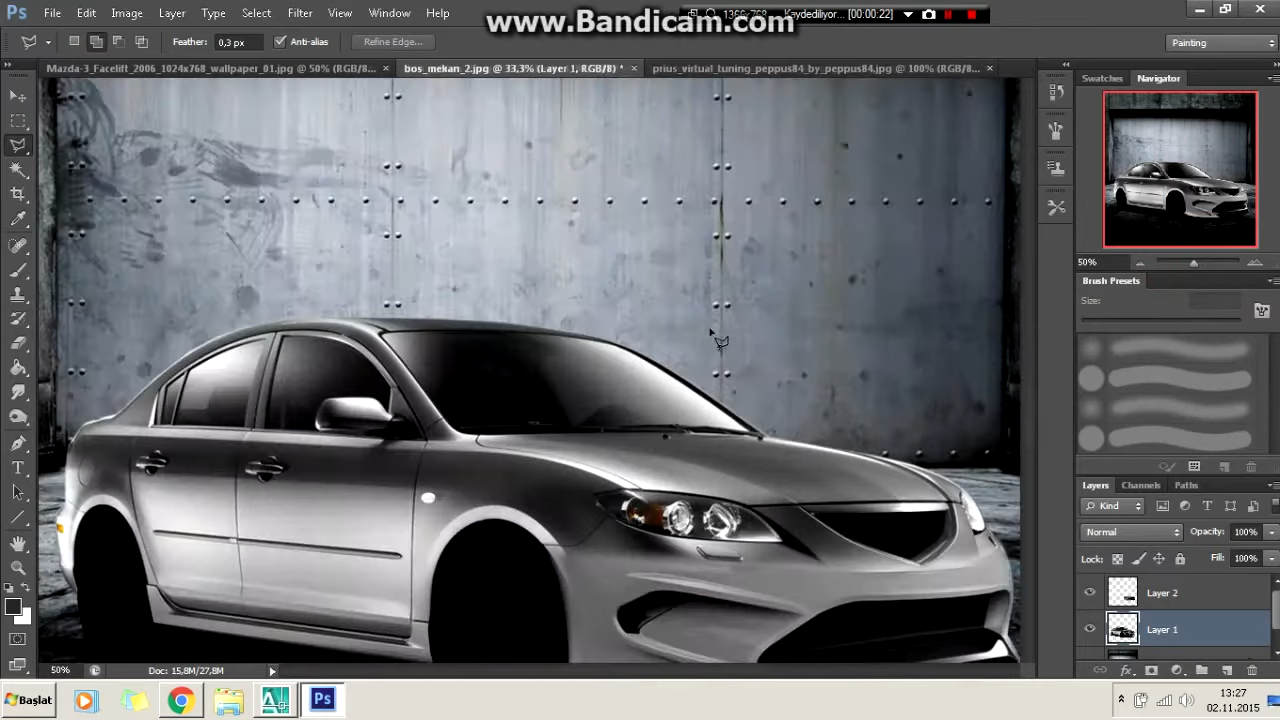 www.Bandicam.com
1366x768 Kaydediliyor... [00:00:22]
Ps File Edit Image Layer Type Select Filter View Window Help
Feather: 0,3 px Anti-alias Refine Edge... Painting
Mazda-3_Facelift_2006_1024x768_wallpaper_01.jpg @ 50% (RGB/8... × bos_mekan_2.jpg @ 33,3% (Layer 1, RGB/8) * × prius_virtual_tuning_peppus84_by_peppus84.jpg @ 100% (RGB/8... ×
Swatches Navigator
50%
Brush Presets
Size:
Layers Channels Paths
Kind
Normal Opacity: 100%
Lock: Fill: 100%
Layer 2
Layer 1
50% Doc: 15,8M/27,8M
Başlat Ps
13:27
02.11.2015